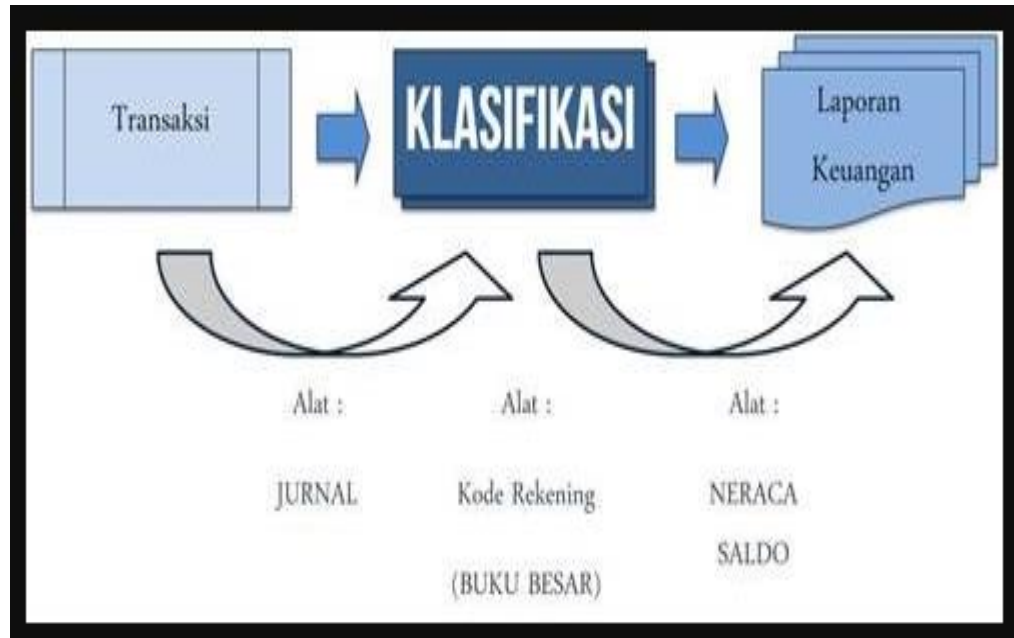 Transaksi
KLASIFIKASI
Laporan
Keuangan
Alat :
JURNAL
Alat :
Kode Rekening
(BUKU BESAR)
Alat :
NERACA
SALDO